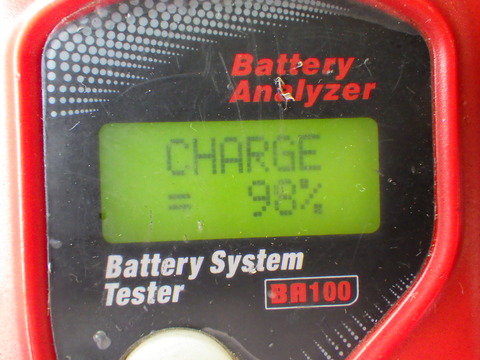 Battery
Analyzer
CHARGE
= 98%
Battery System
Tester
BA100